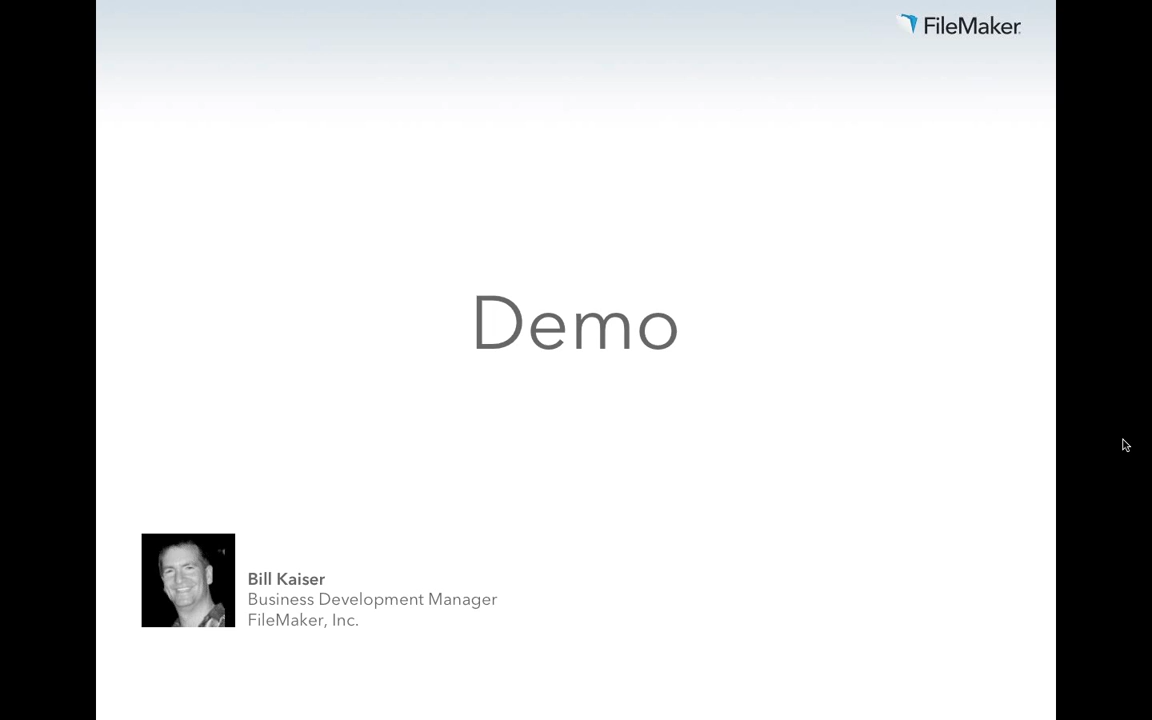 FileMaker
Demo
Bill Kaiser
Business Development Manager
FileMaker, Inc.